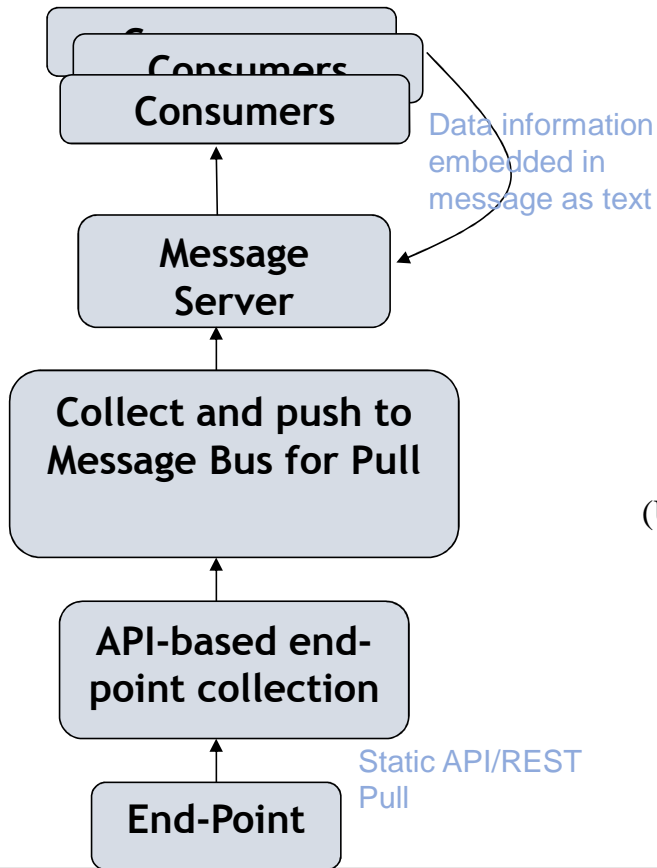 Consumers
Consumers
Data information
embedded in
message as text
Message
Server
Collect and push to
Message Bus for Pull
(
API-based end-
point collection
Static API/REST
Pull
End-Point